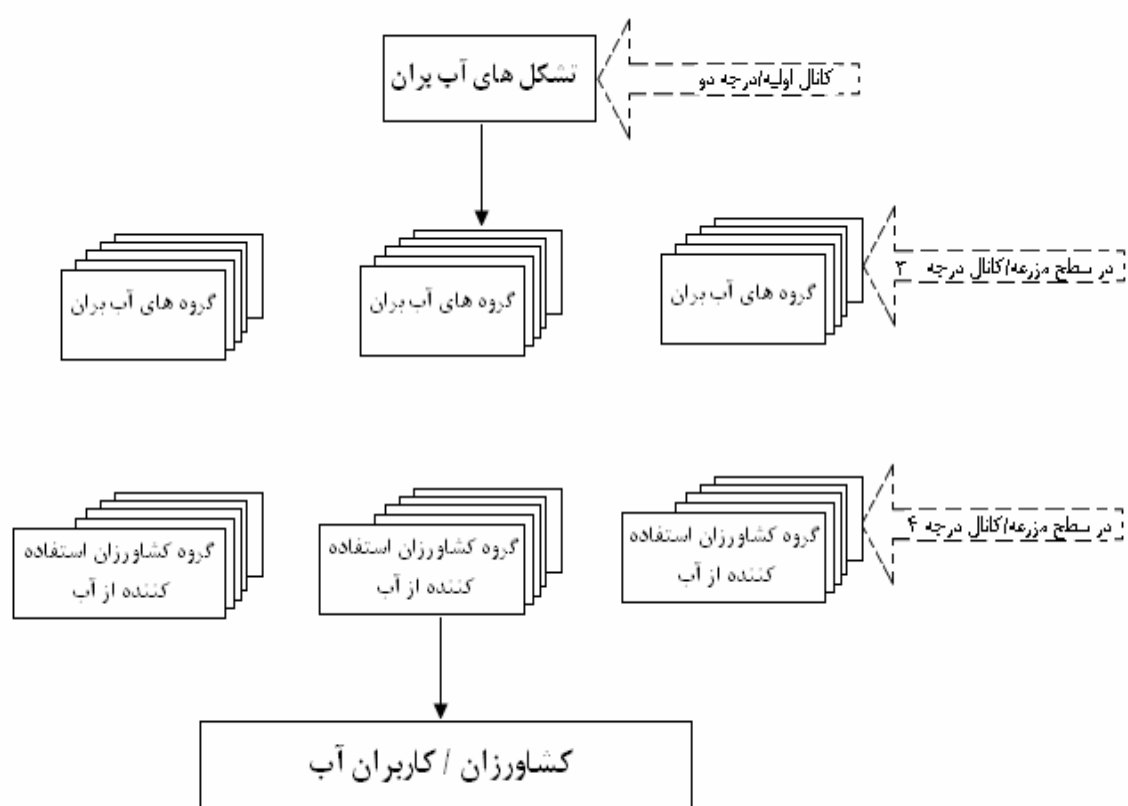 تشکل های آب بران
کانال اولیه/درجه دو
گروه های آب بران
گروه های آب بران
گروه های آب بران
در سطح مزرعه/کانال درجه ۳
گروه کشاورزان استفاده
کننده از آب
گروه کشاورزان استفاده
کننده از آب
گروه کشاورزان استفاده
کننده از آب
در سطح مزرعه/کانال درجه ۴
کشاورزان / کاربران آب